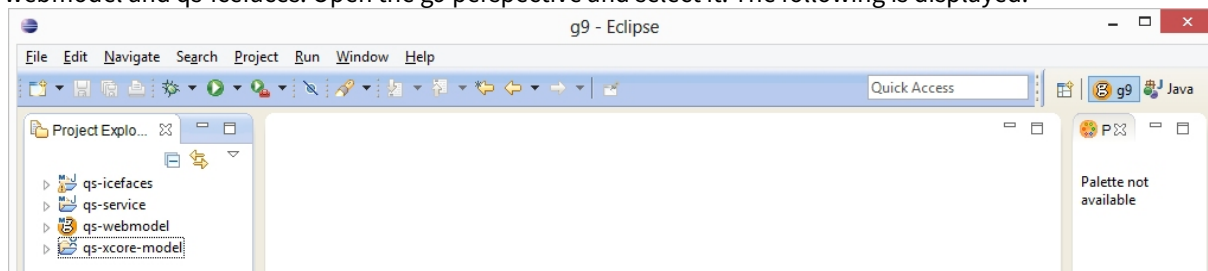 webmodel and qs-icefaces. Open the g9 perspective and select it. The following is displayed:
g9 - Eclipse
File Edit Navigate Search Project Run Window Help
Quick Access
g9 Java
Project Explo...
P
qs-icefaces
Palette not
qs-service
available
qs-webmodel
qs-xcore-model